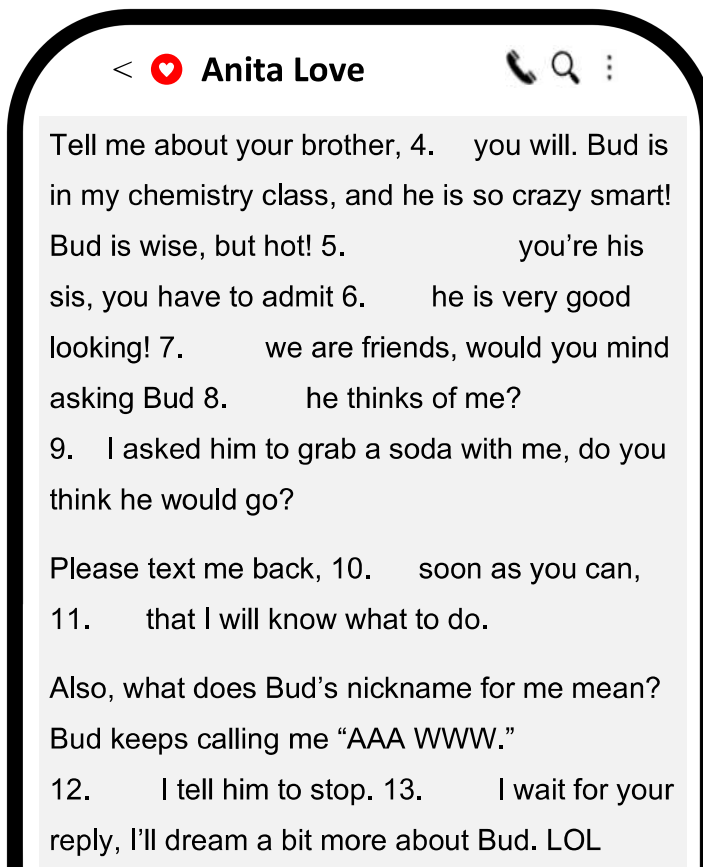 < Anita Love
Tell me about your brother, 4. you will. Bud is
in my chemistry class, and he is so crazy smart!
Bud is wise, but hot! 5. you’re his
sis, you have to admit 6. he is very good
looking! 7. we are friends, would you mind
asking Bud 8. he thinks of me?
9. I asked him to grab a soda with me, do you
think he would go?
Please text me back, 10. soon as you can,
11. that I will know what to do.
Also, what does Bud’s nickname for me mean?
Bud keeps calling me “AAA WWW.”
12. I tell him to stop. 13. I wait for your
reply, I’ll dream a bit more about Bud. LOL